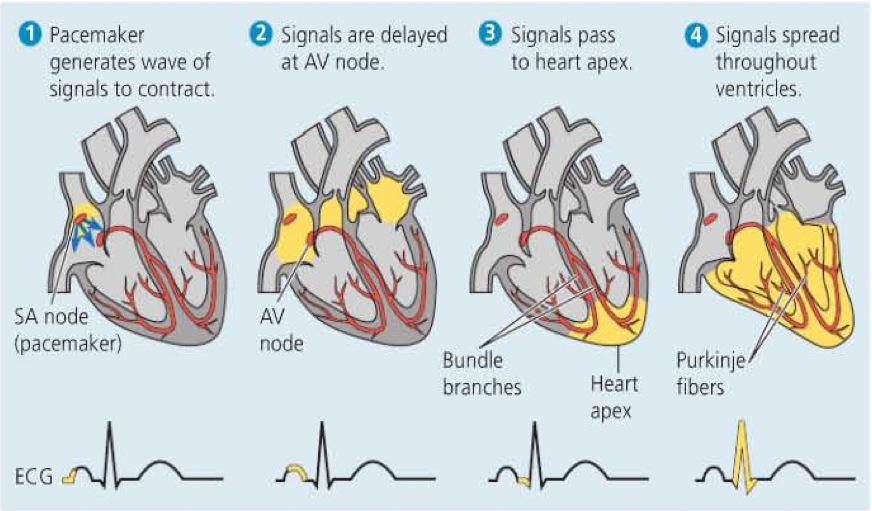 1 Pacemaker
generates wave of
signals to contract.
2 Signals are delayed
at AV node.
3 Signals pass
to heart apex.
4 Signals spread
throughout
ventricles.
SA node
(pacemaker)
AV
node
Bundle
branches
Heart
apex
Purkinje
fibers
ECG